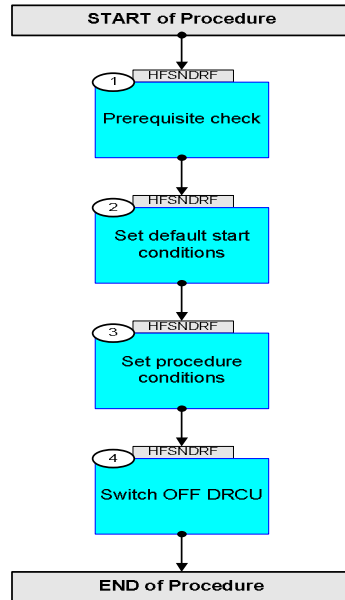 START of Procedure
HFSNDRF
1
Prerequisite check
HFSNDRF
2
Set default start
conditions
HFSNDRF
3
Set procedure
conditions
HFSNDRF
4
Switch OFF DRCU
END of Procedure